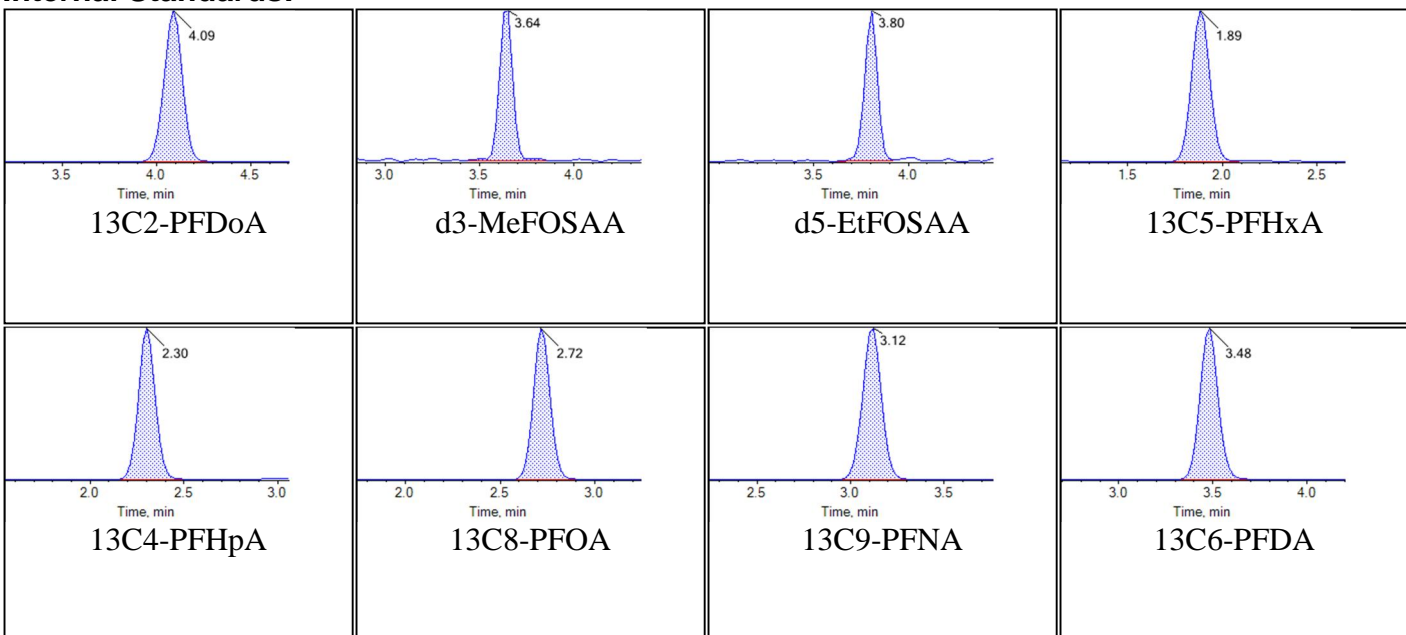 Internal Standards:
4.09
3.5 4.0 4.5
Time, min
13C2-PFDoA
3.64
3.0 3.5 4.0
Time, min
d3-MeFOSAA
3.80
3.5 4.0
Time, min
d5-EtFOSAA
1.89
1.5 2.0 2.5
Time, min
13C5-PFHxA
2.30
2.0 2.5 3.0
Time, min
13C4-PFHpA
2.72
2.0 2.5 3.0
Time, min
13C8-PFOA
3.12
2.5 3.0 3.5
Time, min
13C9-PFNA
3.48
3.0 3.5 4.0
Time, min
13C6-PFDA